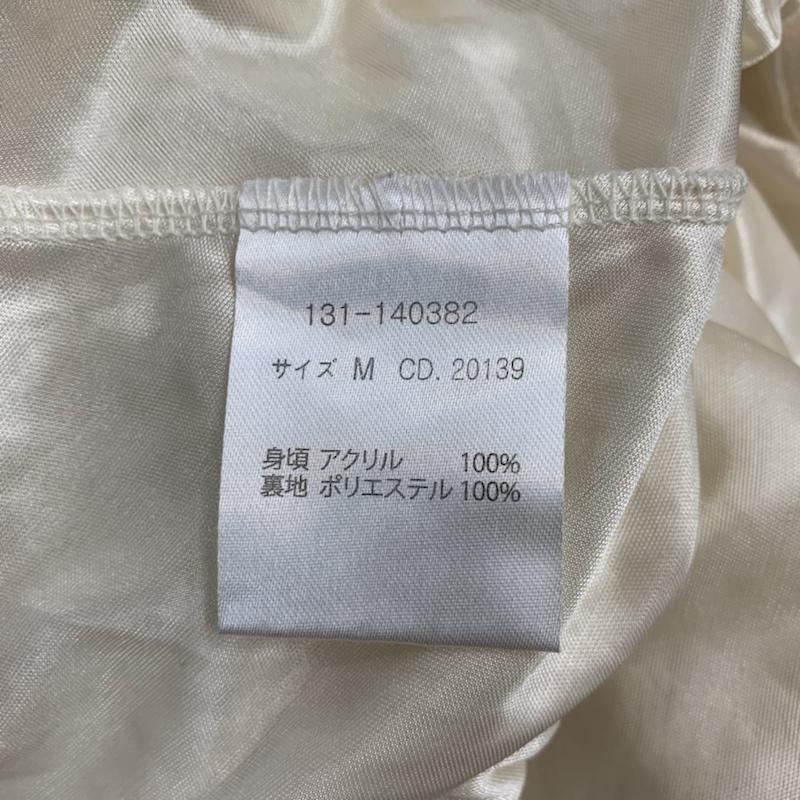 131-140382
サイズ M CD. 20139
身頃 アクリル 100%
裏地 ポリエステル 100%